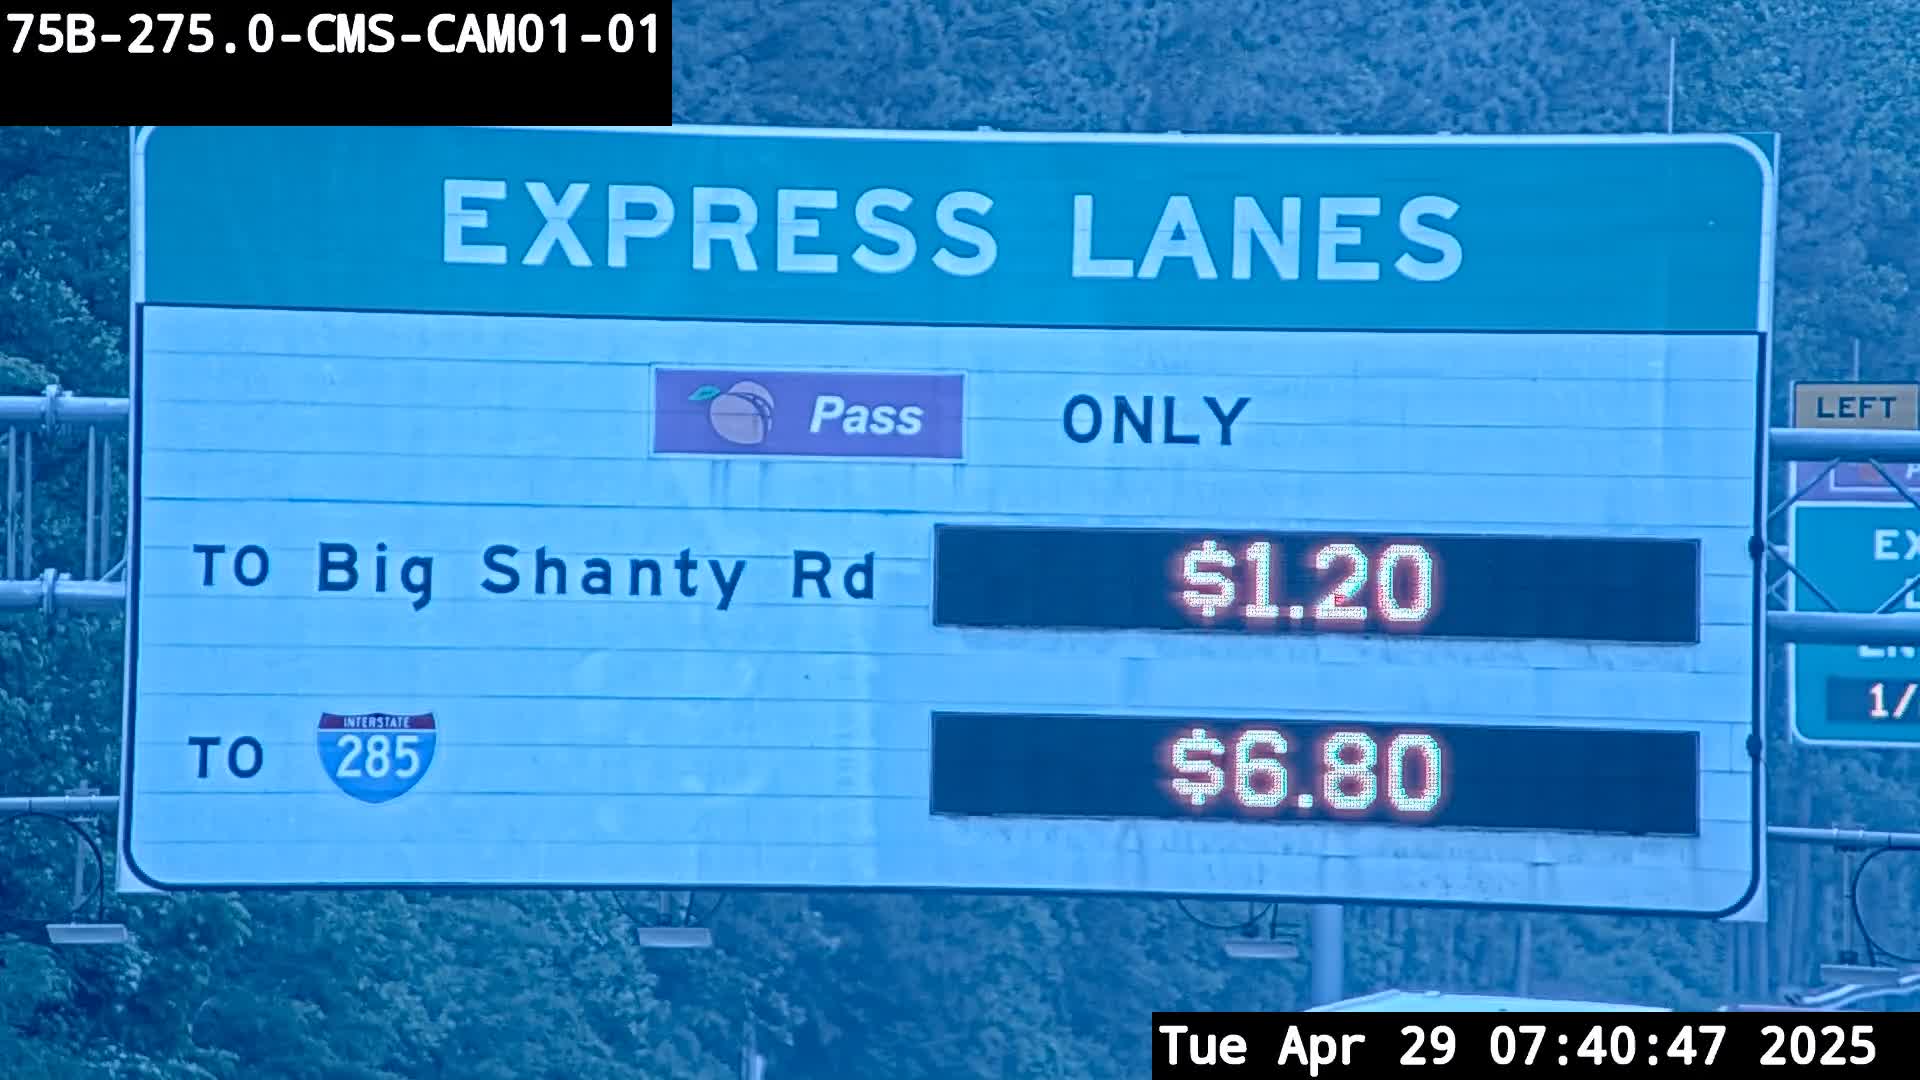 75B-275.0-CMS-CAM01-01
EXPRESS LANES
Pass ONLY
TO Big Shanty Rd $1.20
TO INTERSTATE 285 $6.80
LEFT
1/
Tue Apr 29 07:40:47 2025